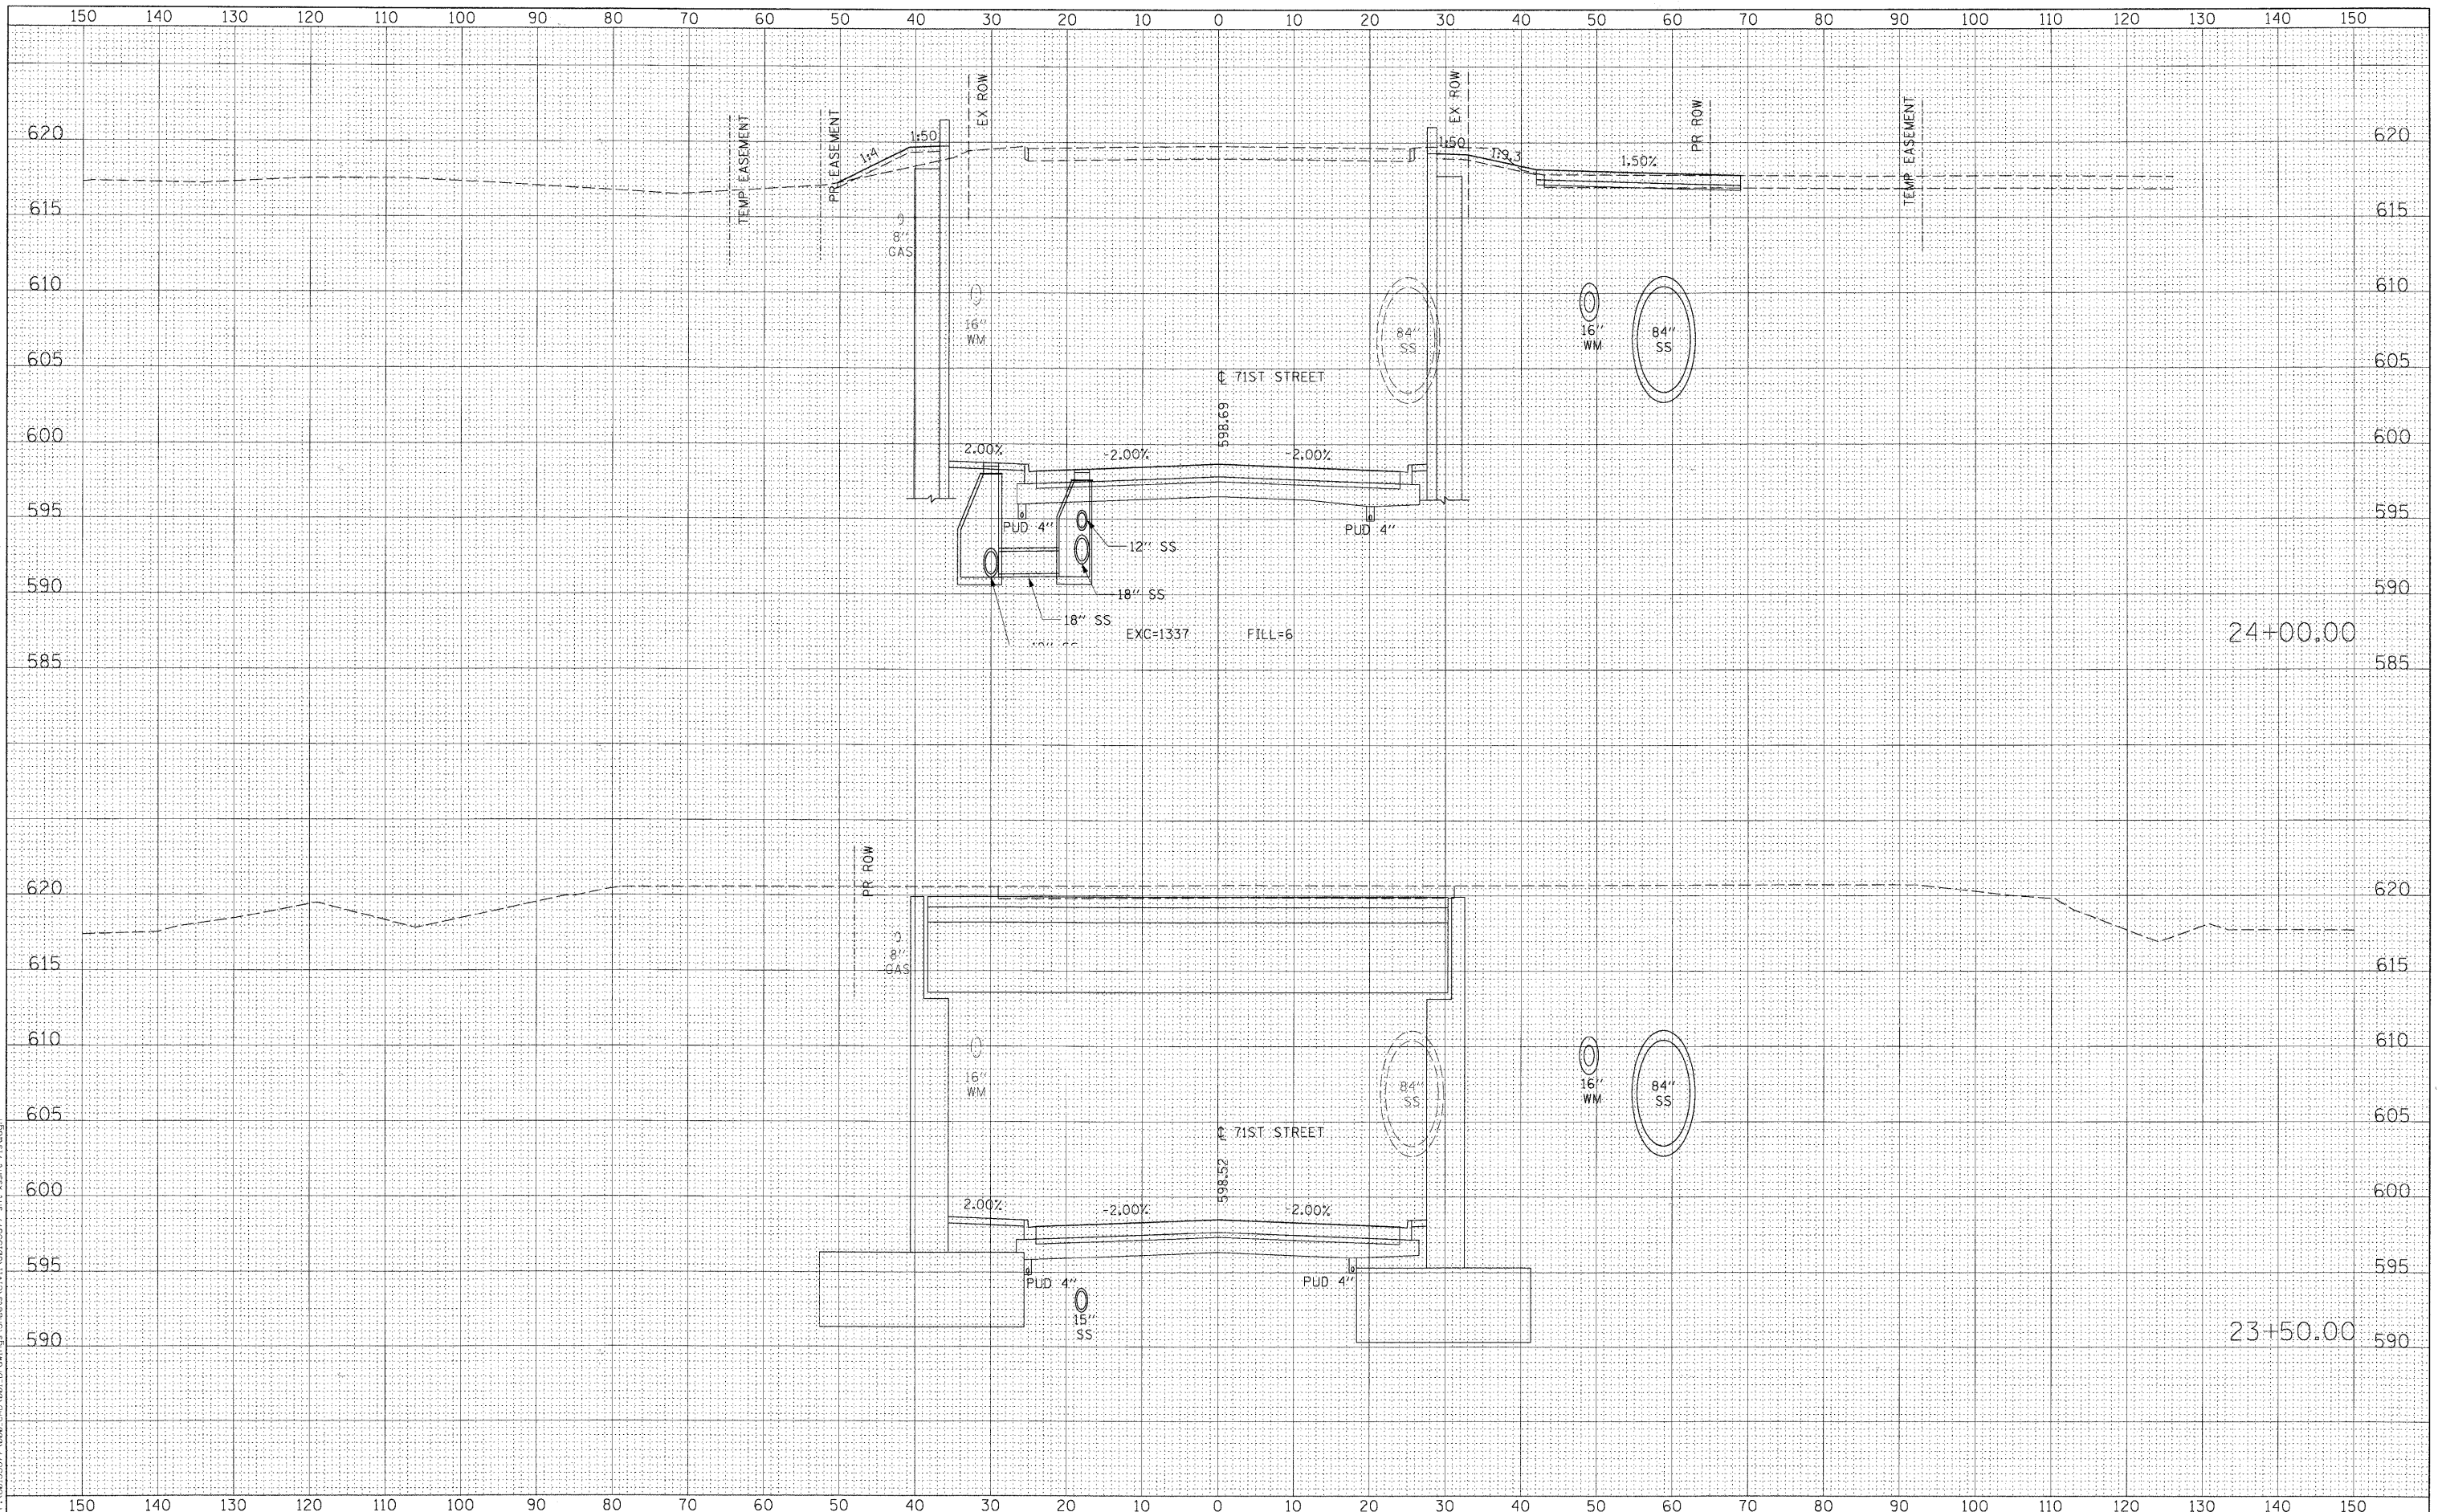 150 140 130 120 110 100 90 80 70 60 50 40 30 20 10 0 10 20 30 40 50 60 70 80 90 100 110 120 130 140 150
EX ROW
EX ROW
TEMP EASEMENT
PR EASEMENT
PR ROW
TEMP EASEMENT
620
1:4
1:50
1:50
1:9.3
1.50%
620
615
8"
GAS
615
610
16"
WM
84"
SS
16"
WM
84"
SS
610
605
℄ 71ST STREET
605
598.69
600
2.00%
-2.00%
-2.00%
600
595
PUD 4"
PUD 4"
595
12" SS
590
18" SS
590
18" SS
EXC=1337
FILL=6
24+00.00
585
585
PR ROW
620
620
615
8"
GAS
615
610
16"
WM
84"
SS
16"
WM
84"
SS
610
605
℄ 71ST STREET
605
598.52
600
2.00%
-2.00%
-2.00%
600
595
PUD 4"
PUD 4"
595
15"
SS
590
23+50.00
590
150 140 130 120 110 100 90 80 70 60 50 40 30 20 10 0 10 20 30 40 50 60 70 80 90 100 110 120 130 140 150